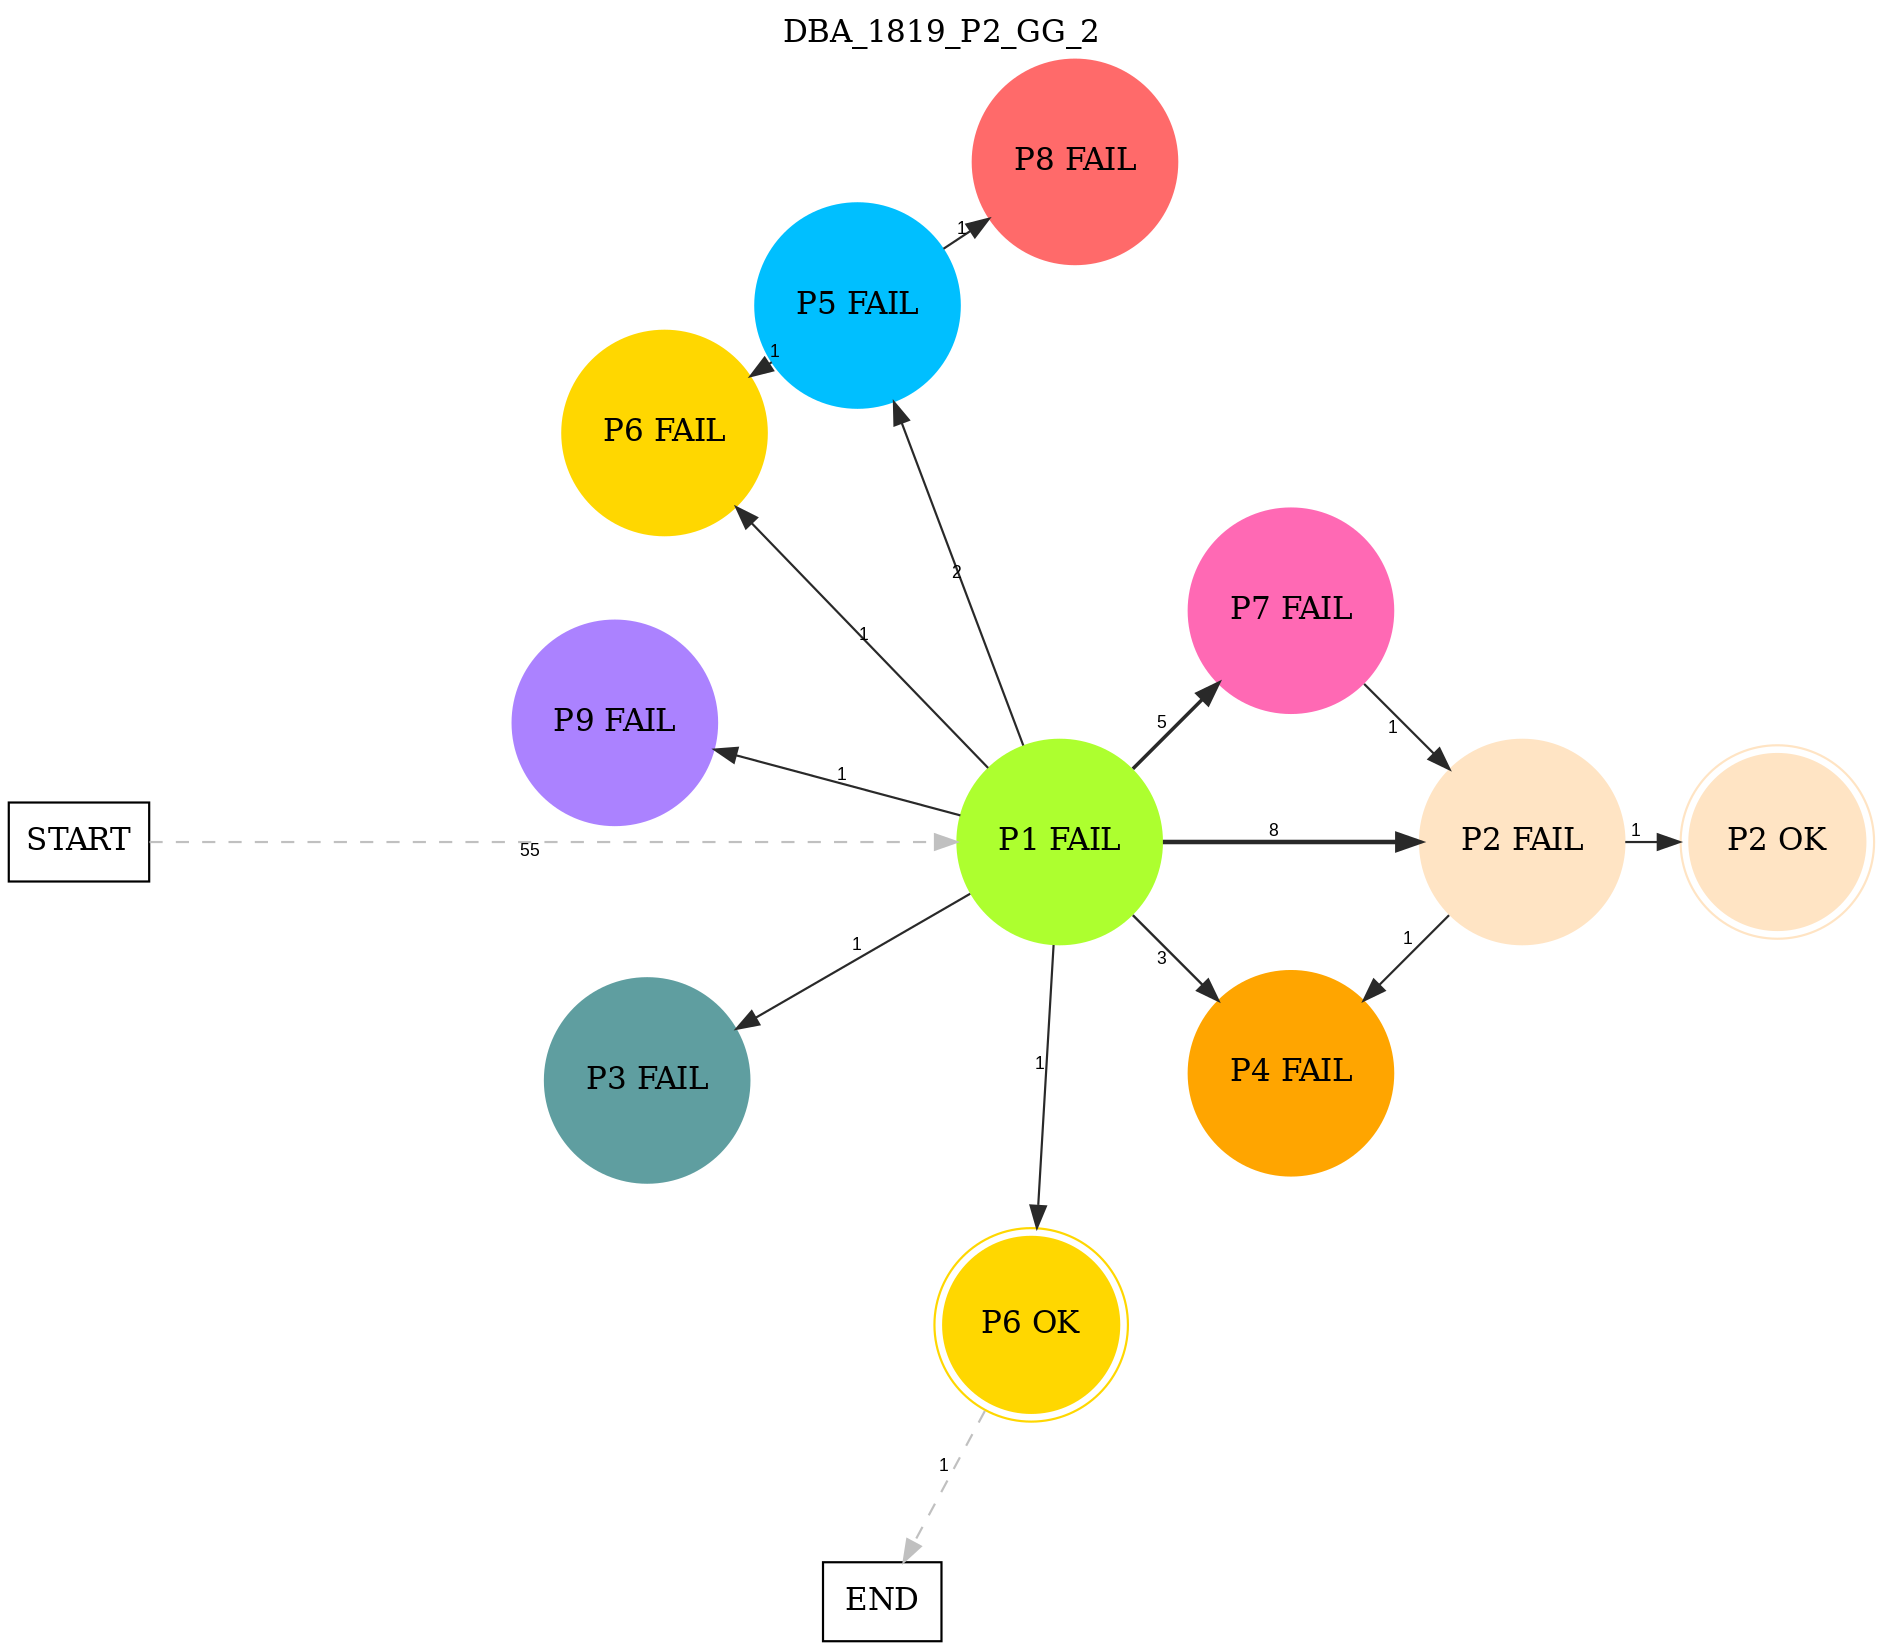 DBA_1819_P2_GG_2
P8 FAIL
1
P5 FAIL
1
P6 FAIL
2
P7 FAIL
1
P9 FAIL
5
1
1
START
55
P1 FAIL
8
P2 FAIL
1
P2 OK
1
3
1
1
P4 FAIL
P3 FAIL
P6 OK
1
END